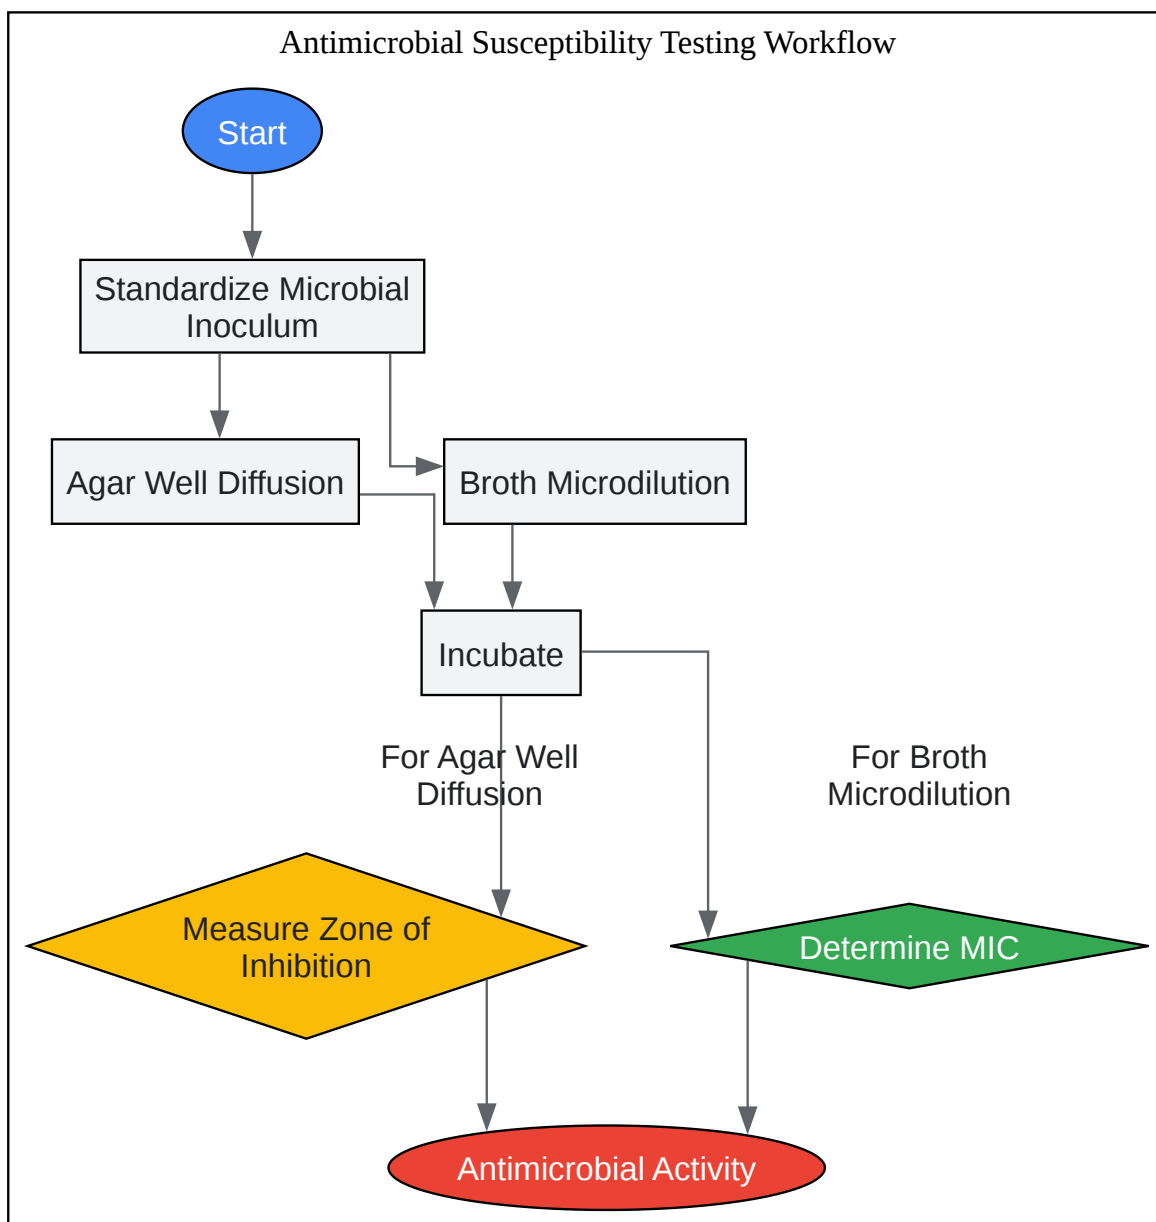 Antimicrobial Susceptibility Testing Workflow
Start
Standardize Microbial
Inoculum
Agar Well Diffusion
Broth Microdilution
Incubate
For Agar Well
Diffusion
For Broth
Microdilution
Measure Zone of
Inhibition
Determine MIC
Antimicrobial Activity